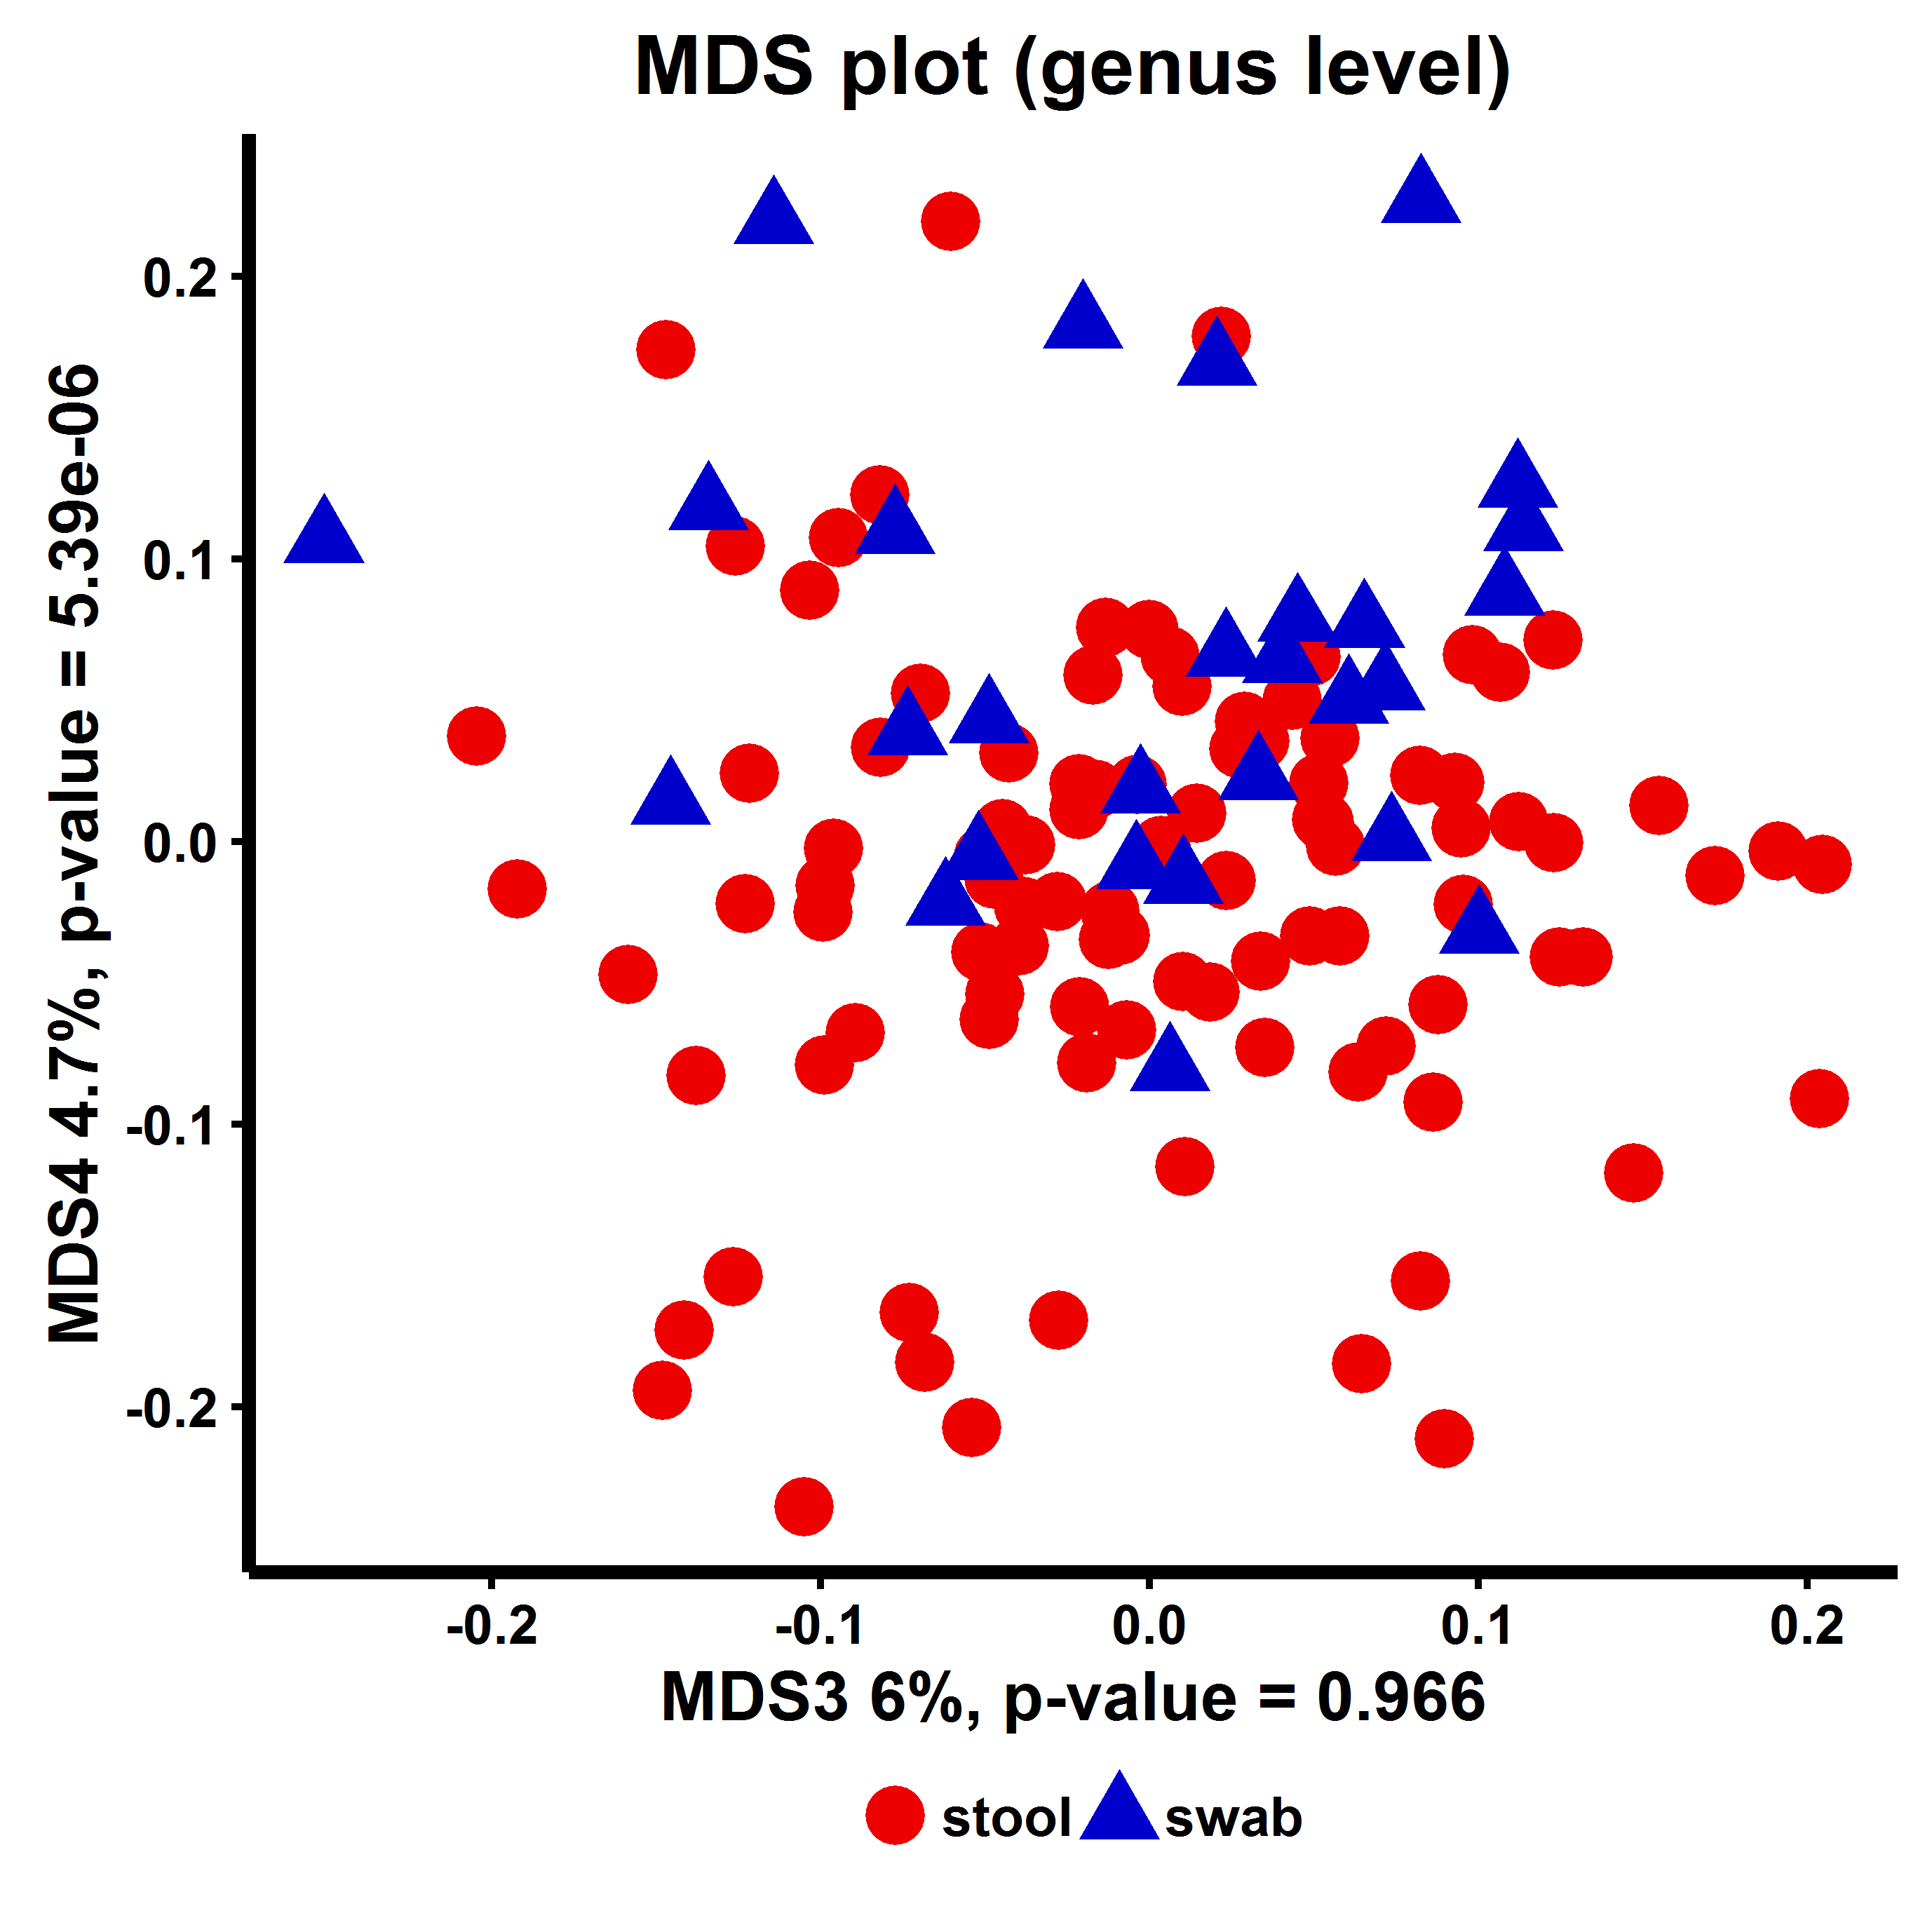 MDS plot (genus level)
MDS4 4.7%, p-value = 5.39e-06
0.2
0.1
0.0
-0.1
-0.2
-0.2 -0.1 0.0 0.1 0.2
MDS3 6%, p-value = 0.966
stool swab